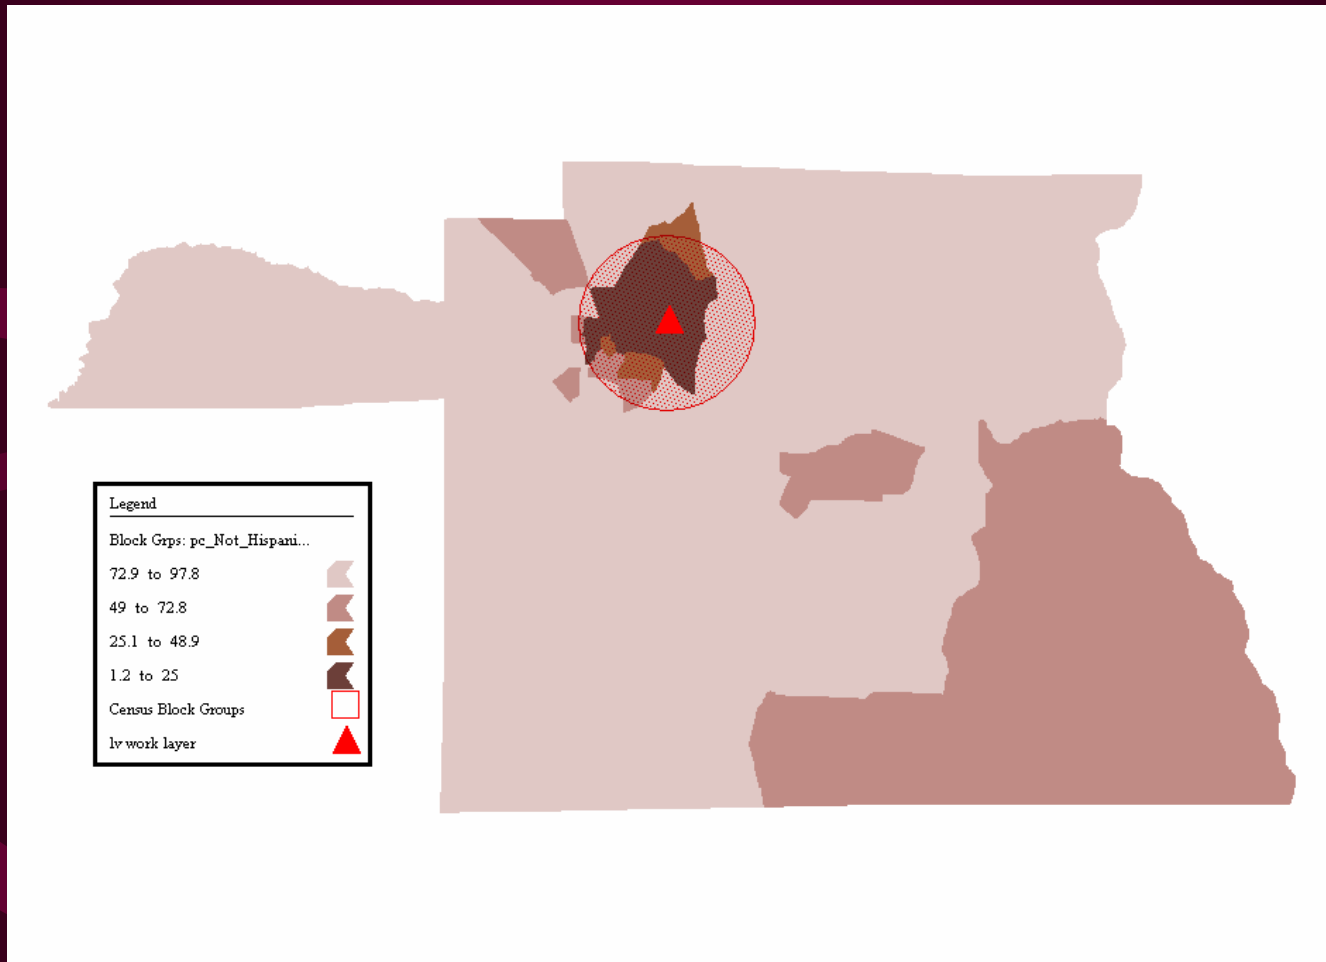 Legend
Block Grps: pc_Not_Hispani...
72.9 to 97.8
49 to 72.8
25.1 to 48.9
1.2 to 25
Census Block Groups
lv work layer